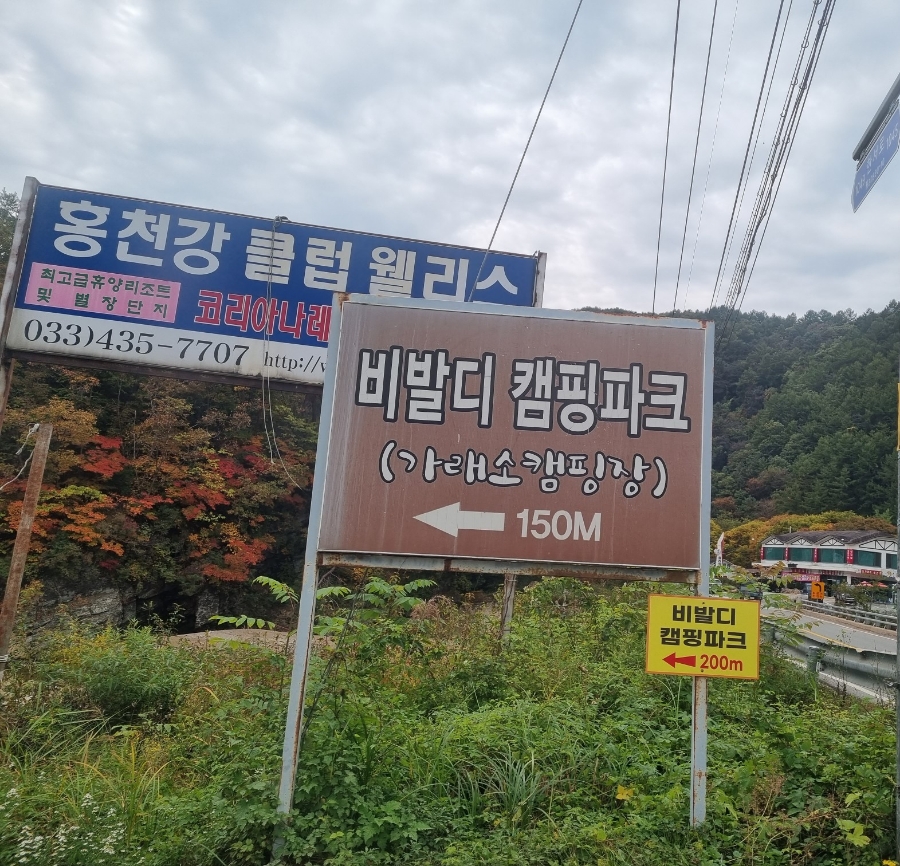 홍천강 클럽 웰리스
최고급휴양리조트
및 별장단지
코리아나레
033)435-7707
http://
비발디 캠핑파크
(가래소캠핑장)
150M
비발디
캠핑파크
200m